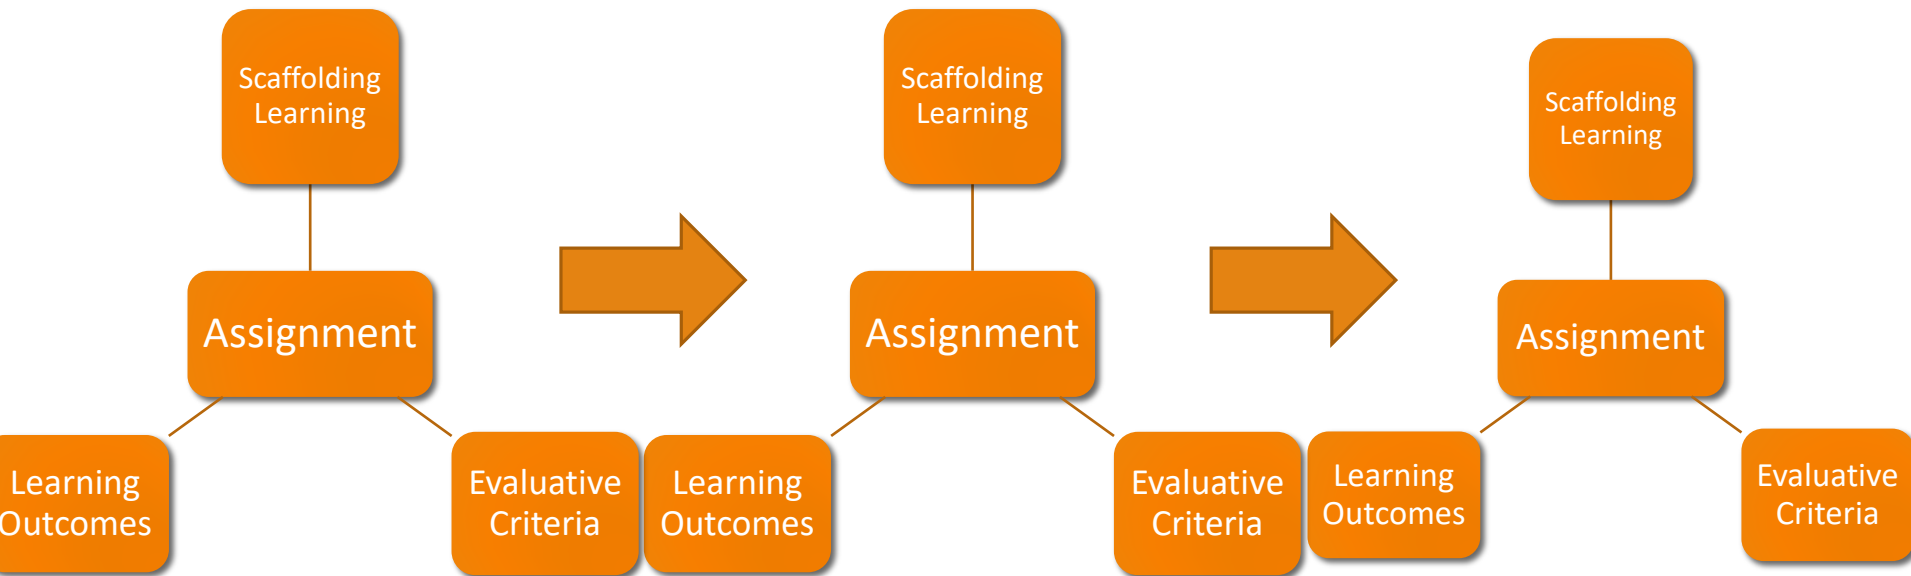 Scaffolding
Learning
Assignment
Learning
Outcomes
Evaluative
Criteria
Scaffolding
Learning
Assignment
Learning
Outcomes
Evaluative
Criteria
Scaffolding
Learning
Assignment
Learning
Outcomes
Evaluative
Criteria